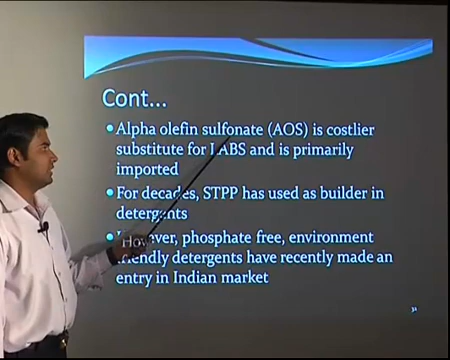 Cont...
• Alpha olefin sulfonate (AOS) is costlier
substitute for LABS and is primarily
imported
• For decades, STPP has used as builder in
detergents
• However, phosphate free, environment
friendly detergents have recently made an
entry in Indian market
31